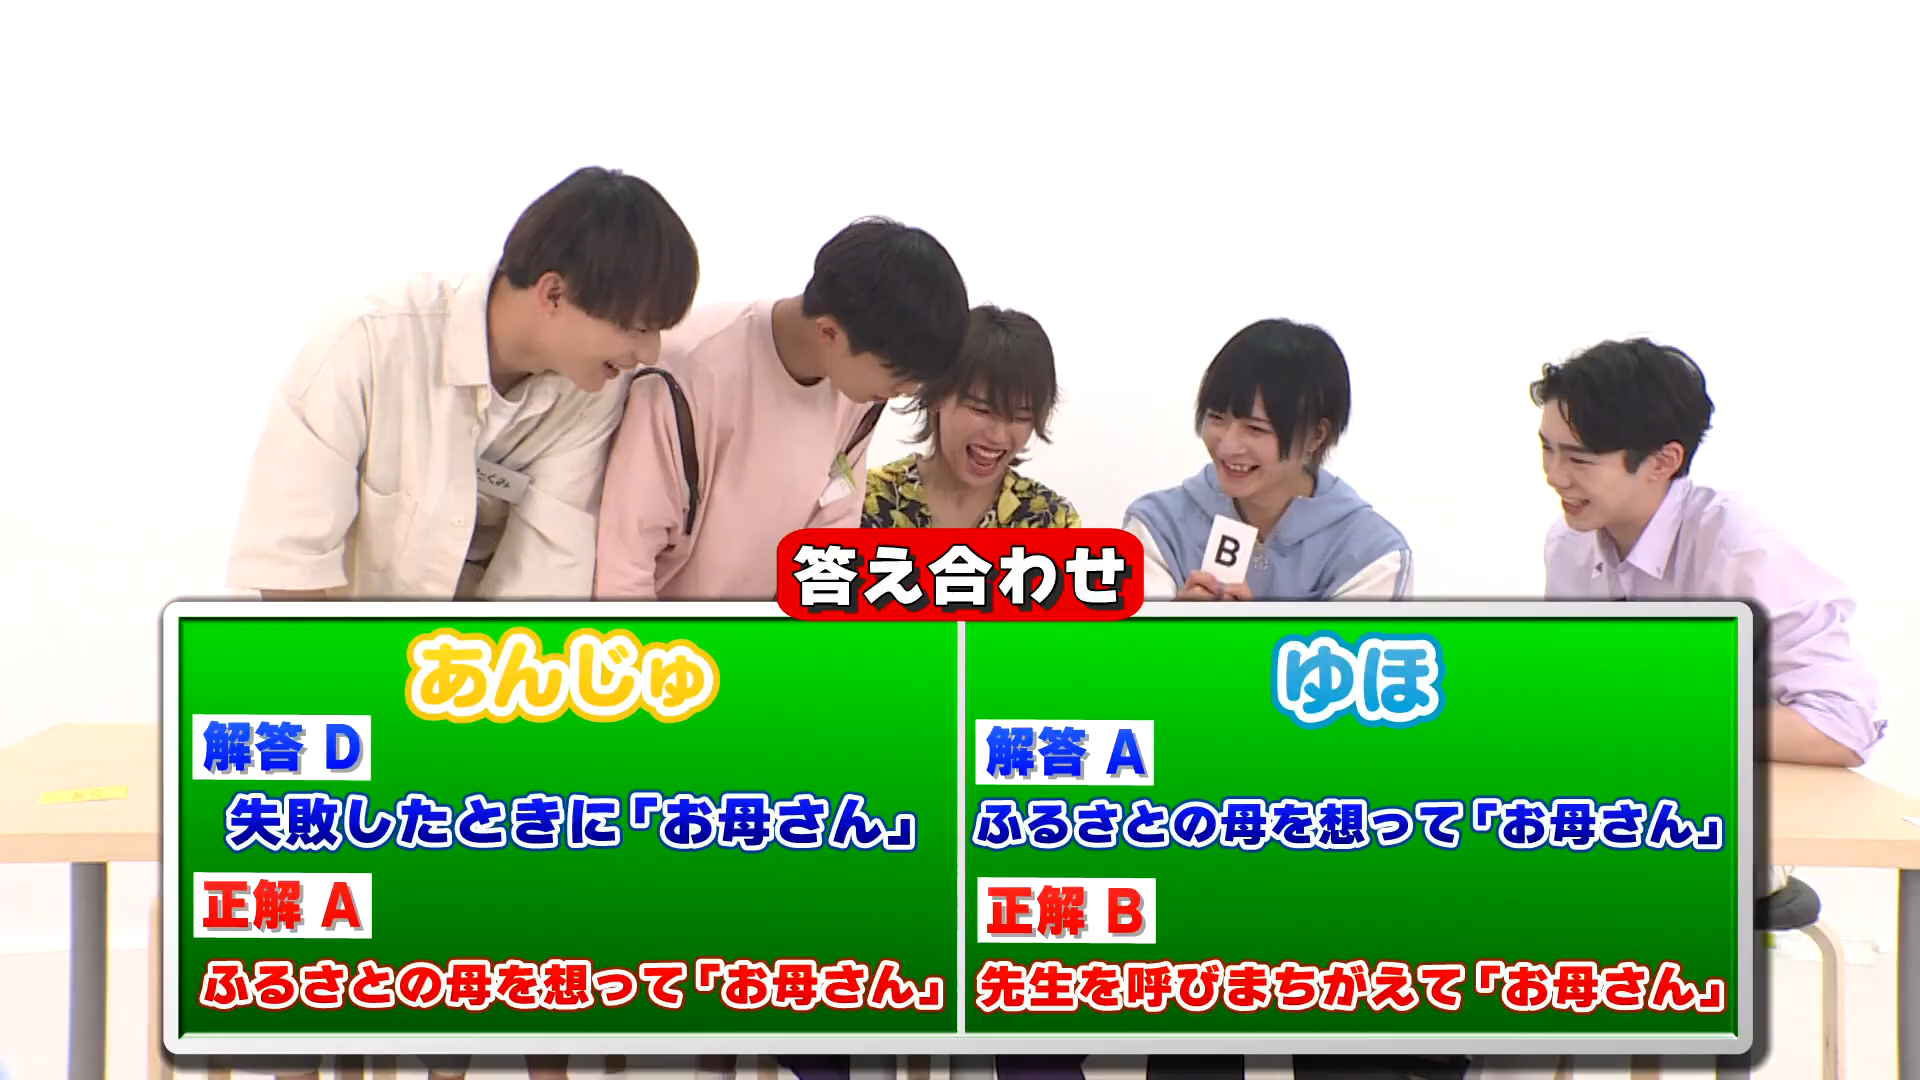 B
答え合わせ
あんじゅ
解答 D
失敗したときに「お母さん」
正解 A
ふるさとの母を想って「お母さん」
ゆほ
解答 A
ふるさとの母を想って「お母さん」
正解 B
先生を呼びまちがえて「お母さん」